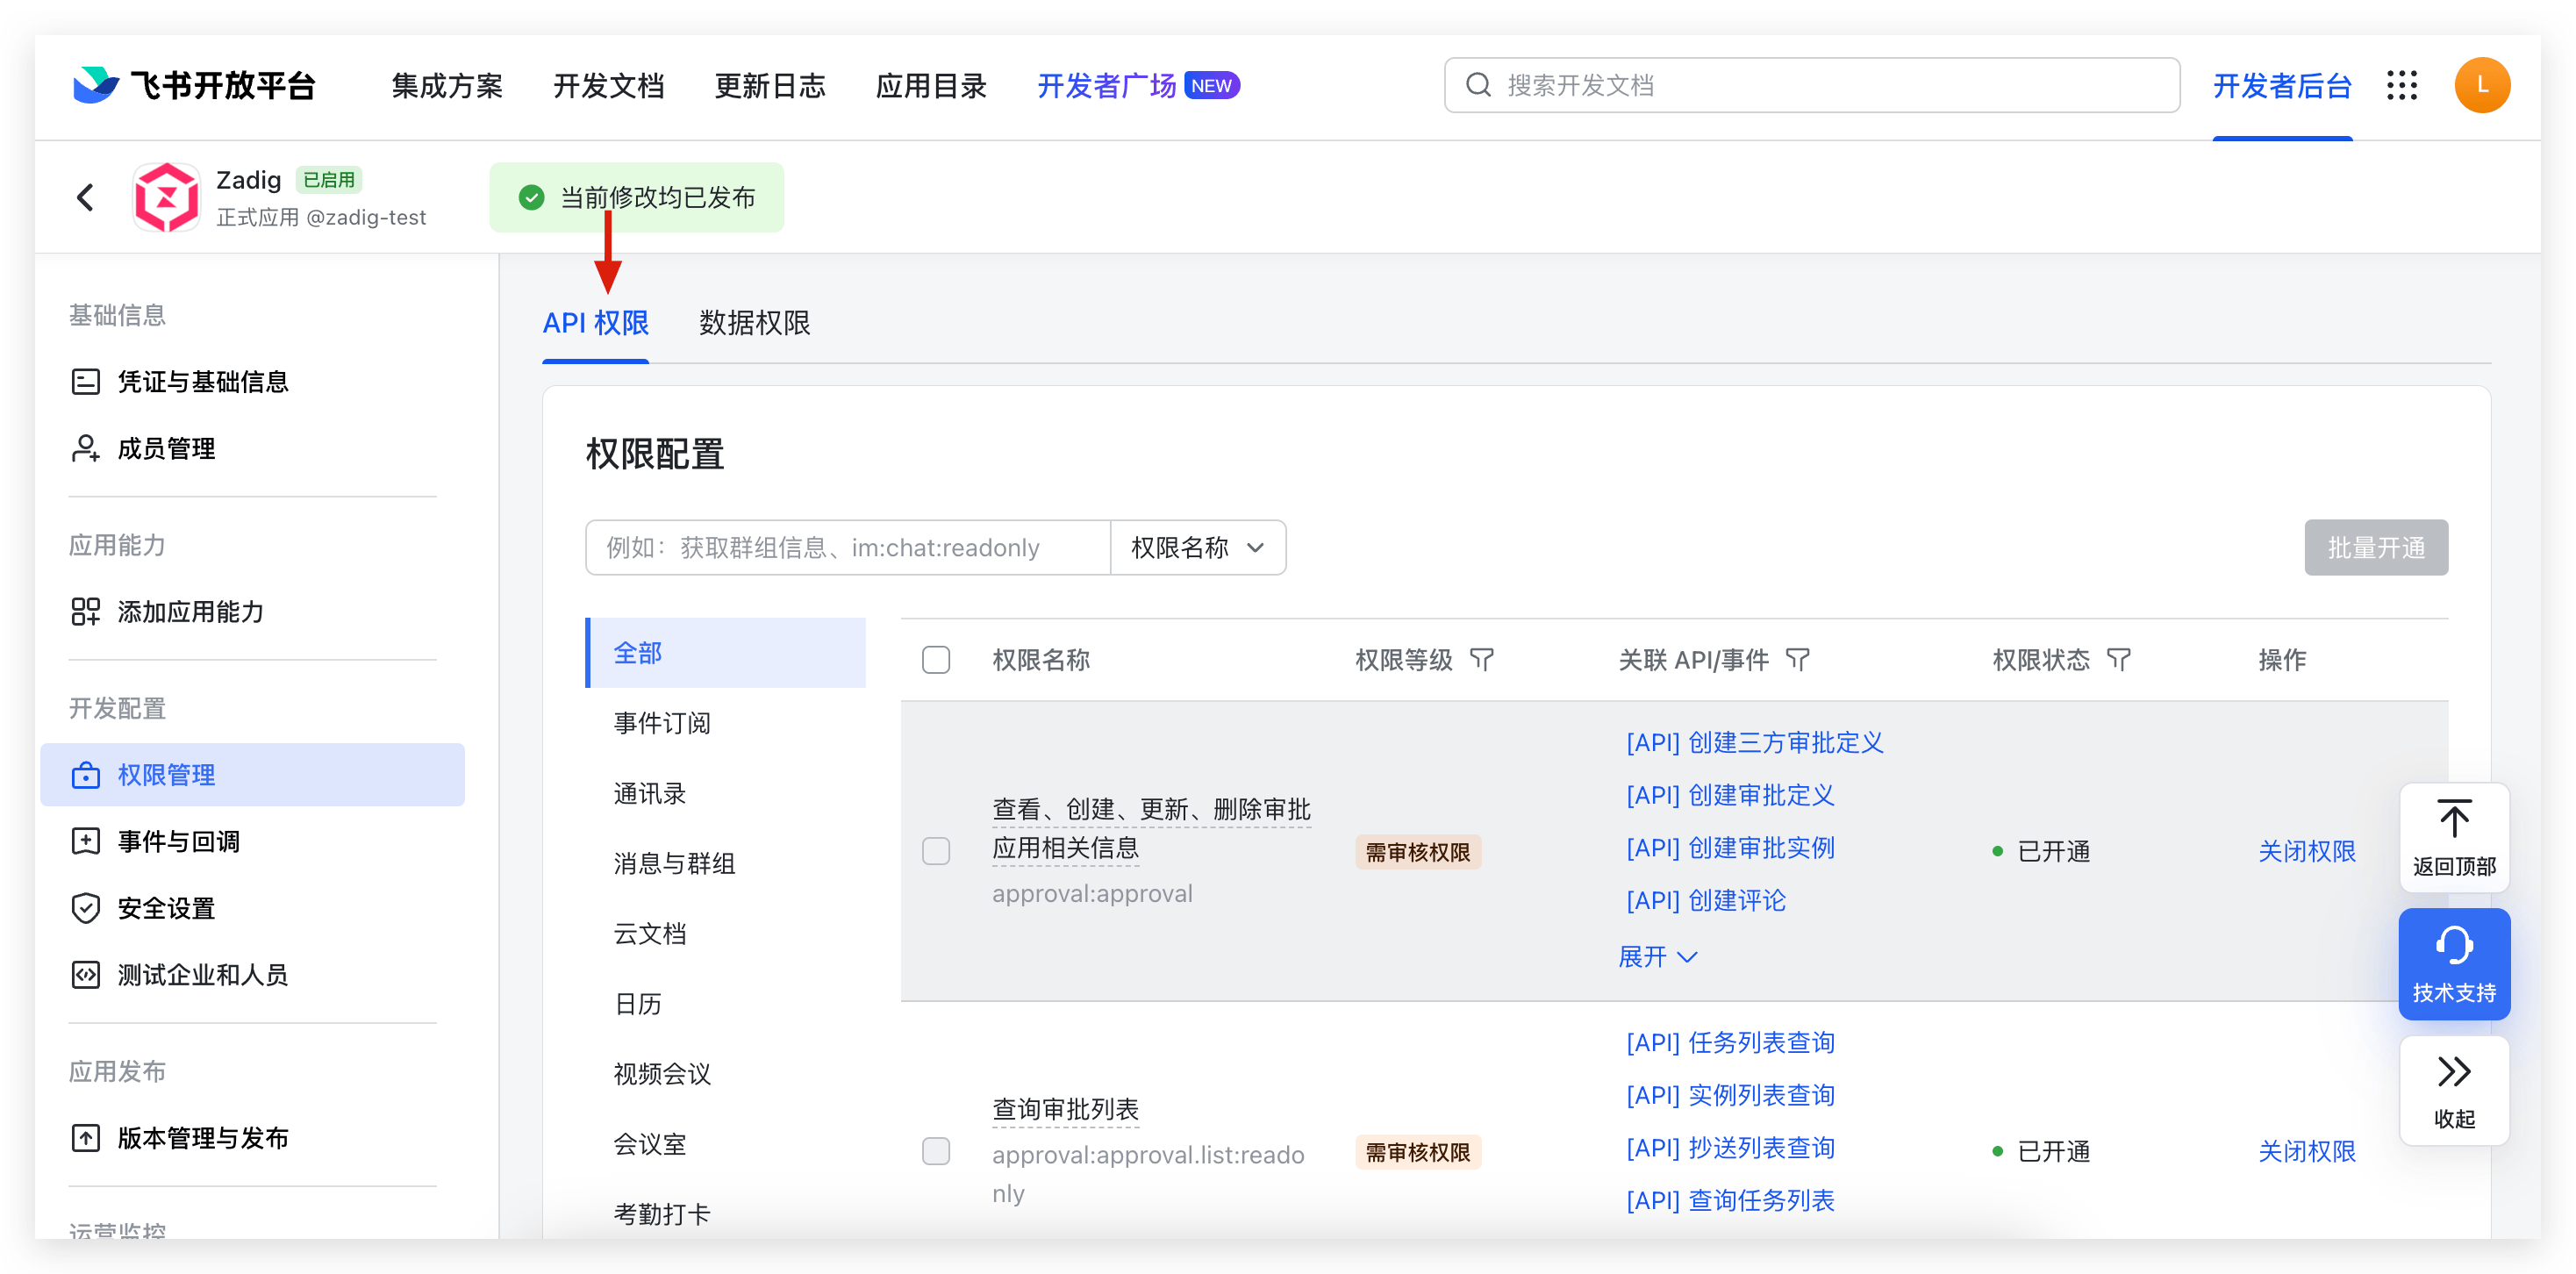 飞书开放平台
集成方案
开发文档
更新日志
应用目录
开发者广场 NEW
搜索开发文档
开发者后台
L
Zadig 已启用
正式应用 @zadig-test
当前修改均已发布
基础信息
凭证与基础信息
成员管理
应用能力
添加应用能力
开发配置
权限管理
事件与回调
安全设置
测试企业和人员
应用发布
版本管理与发布
运营监控
API 权限
数据权限
权限配置
例如：获取群组信息、im:chat:readonly
权限名称
批量开通
全部
事件订阅
通讯录
消息与群组
云文档
日历
视频会议
会议室
考勤打卡
权限名称
权限等级
关联 API/事件
权限状态
操作
查看、创建、更新、删除审批
应用相关信息
approval:approval
需审核权限
[API] 创建三方审批定义
[API] 创建审批定义
[API] 创建审批实例
[API] 创建评论
展开
已开通
关闭权限
查询审批列表
approval:approval.list:reado
nly
需审核权限
[API] 任务列表查询
[API] 实例列表查询
[API] 抄送列表查询
[API] 查询任务列表
已开通
关闭权限
返回顶部
技术支持
收起